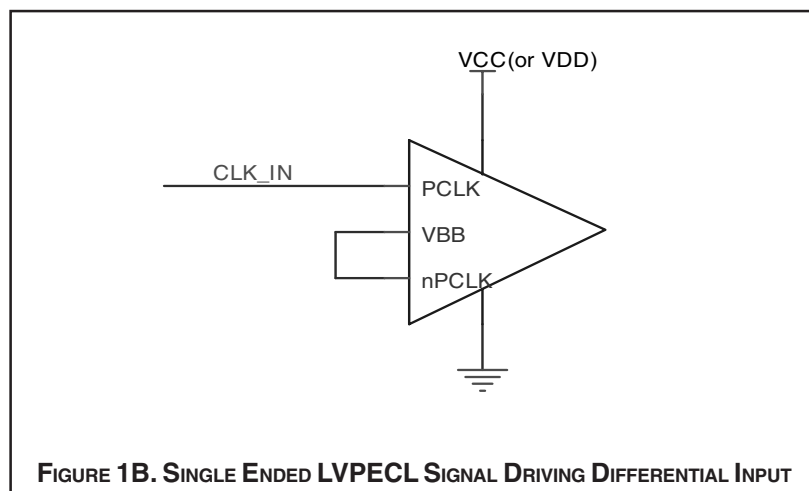 VCC(or VDD)
CLK_IN
PCLK
VBB
nPCLK
FIGURE 1B. SINGLE ENDED LVPECL SIGNAL DRIVING DIFFERENTIAL INPUT